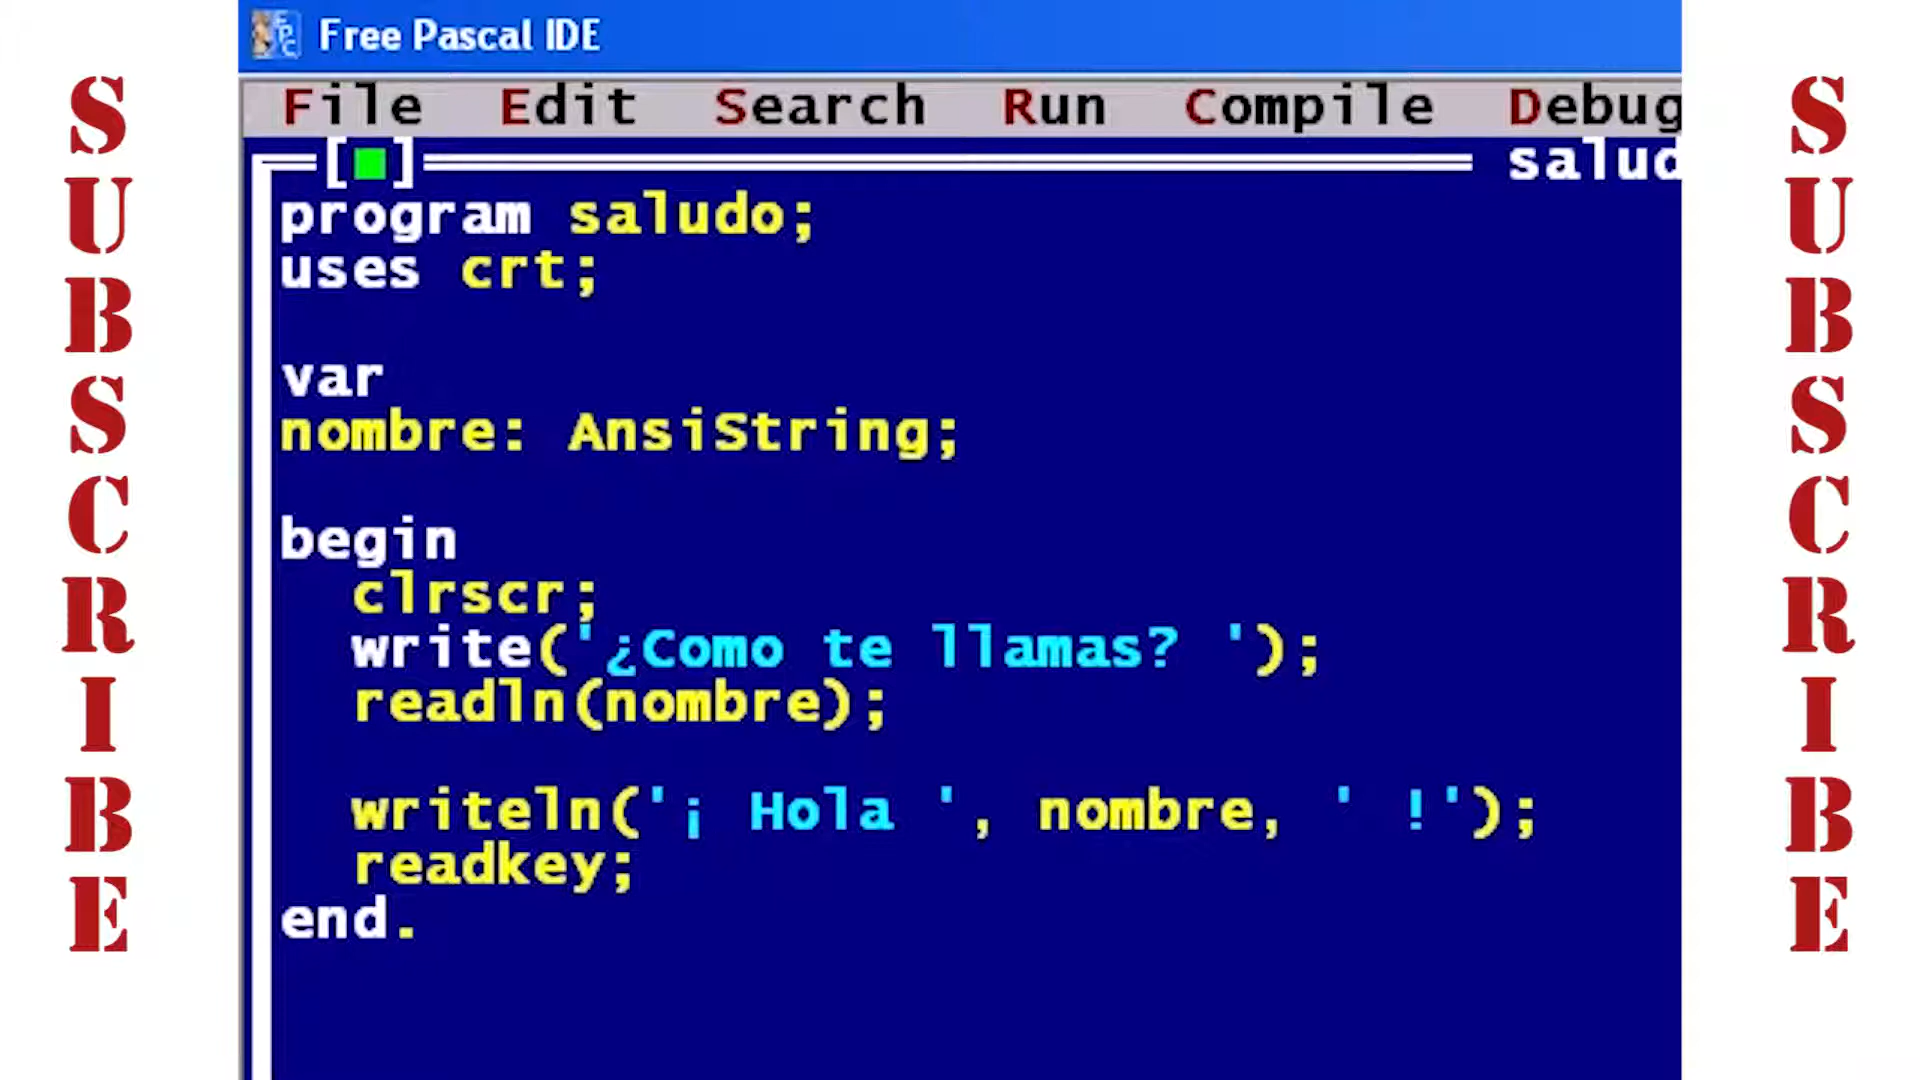 Free Pascal IDE
File Edit Search Run Compile Debug
[■] salud
program saludo;
uses crt;
var
nombre: AnsiString;
begin
clrscr;
write('¿Como te llamas? ');
readln(nombre);
writeln('¡ Hola ', nombre, ' !');
readkey;
end.
SUBSCRIBE
SUBSCRIBE